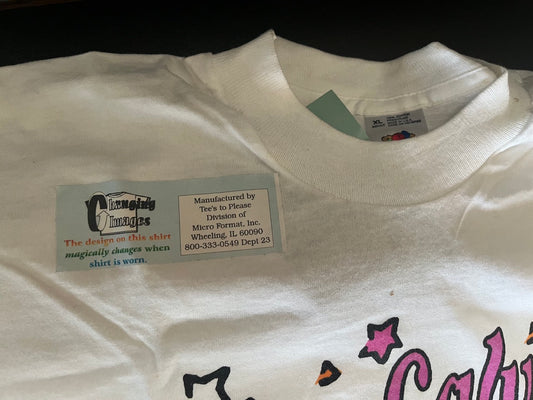 Changing
Images
The design on this shirt
magically changes when
shirt is worn.
Manufactured by
Tee's to Please
Division of
Micro Format, Inc.
Wheeling, IL 60090
800-333-0549 Dept 23
XL